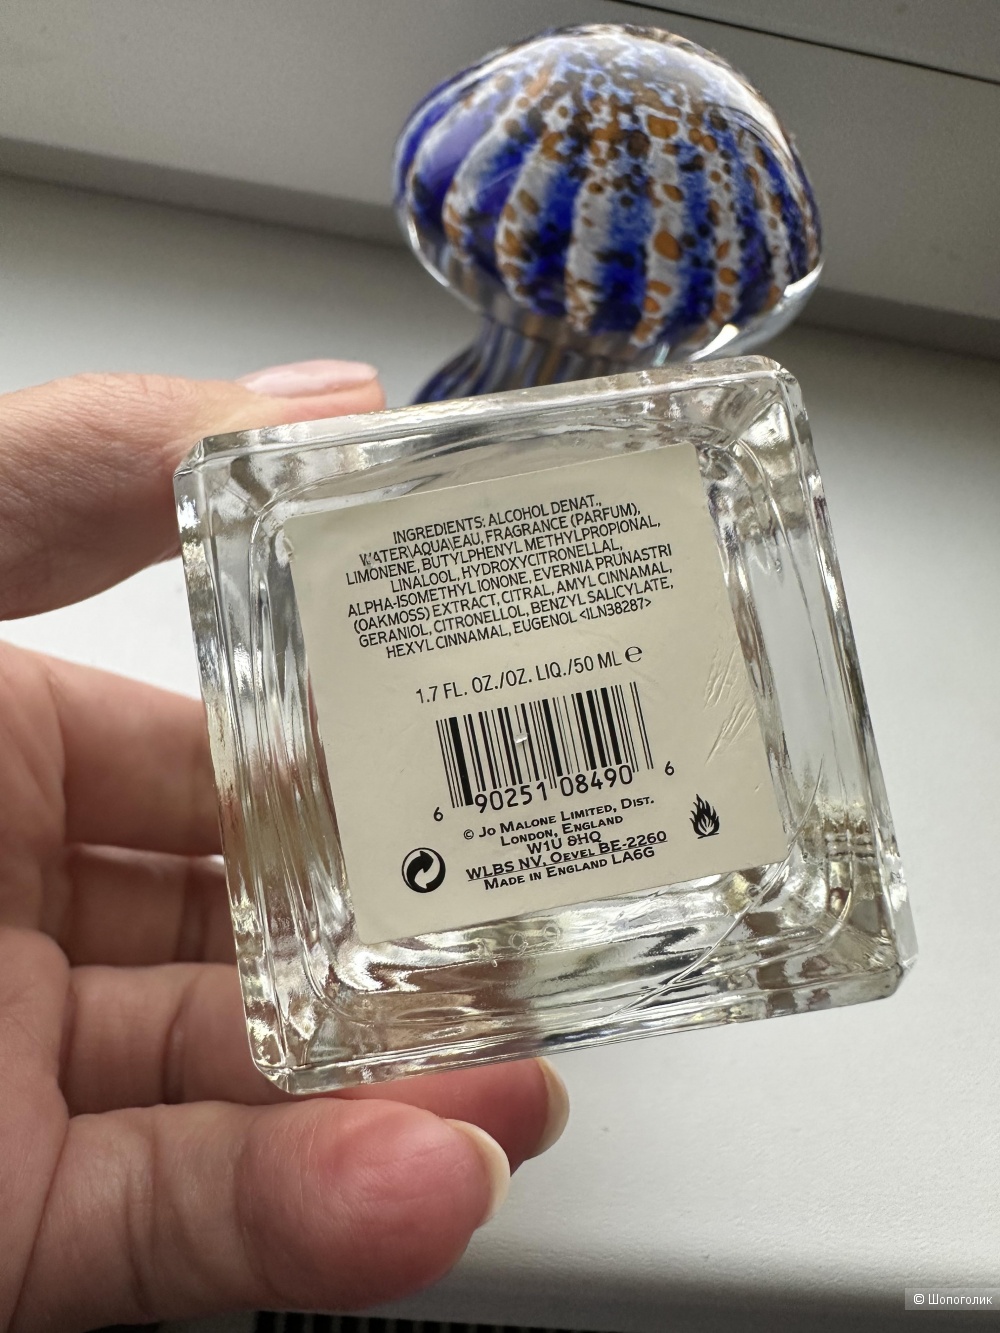 INGREDIENTS: ALCOHOL DENAT.,
WATER\AQUA\EAU, FRAGRANCE (PARFUM),
LIMONENE, BUTYLPHENYL METHYLPROPIONAL,
LINALOOL, HYDROXYCITRONELLAL,
ALPHA-ISOMETHYL IONONE, EVERNIA PRUNASTRI
(OAKMOSS) EXTRACT, CITRAL, AMYL CINNAMAL,
GERANIOL, CITRONELLOL, BENZYL SALICYLATE,
HEXYL CINNAMAL, EUGENOL <ILN38287>
1.7 FL. OZ./OZ. LIQ./50 ML ℮
6 90251 08490 6
© JO MALONE LIMITED, DIST.
LONDON, ENGLAND
W1U 8HQ
WLBS NV, OEVEL BE-2260
MADE IN ENGLAND LA6G
© Шопоголик